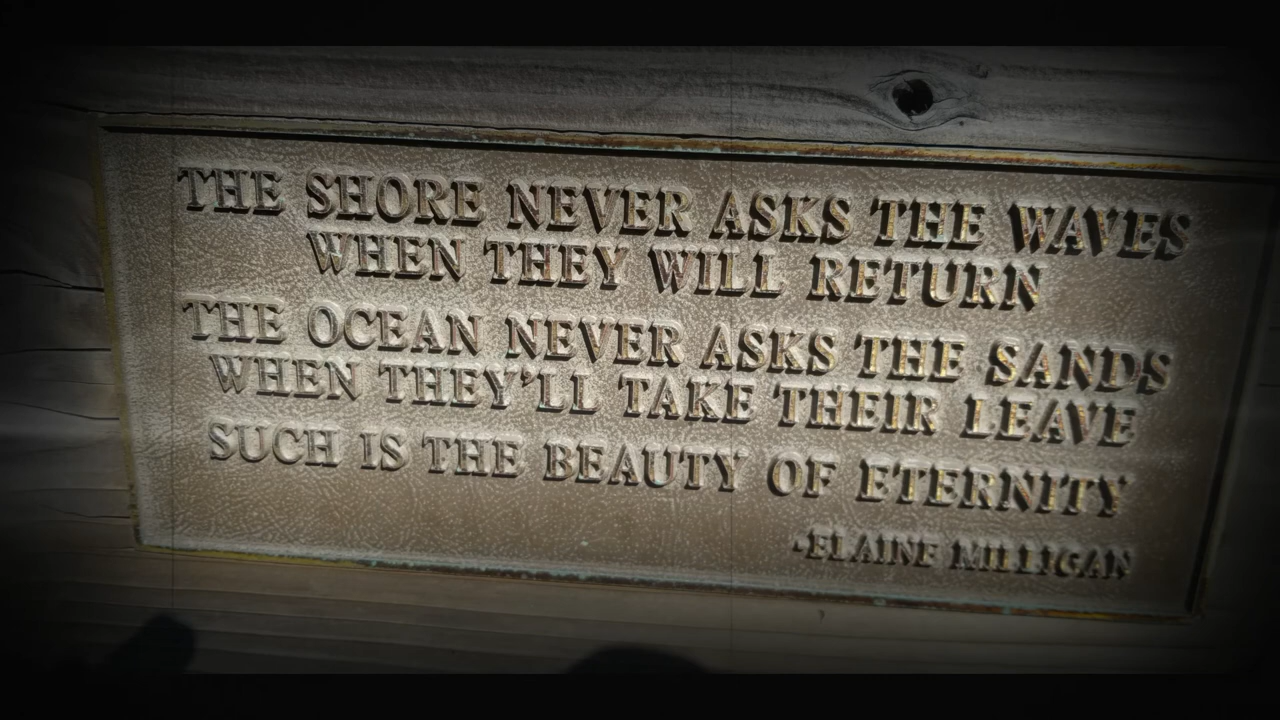 THE SHORE NEVER ASKS THE WAVES
WHEN THEY WILL RETURN
THE OCEAN NEVER ASKS THE SANDS
WHEN THEY'LL TAKE THEIR LEAVE
SUCH IS THE BEAUTY OF ETERNITY
-ELAINE MILLIGAN